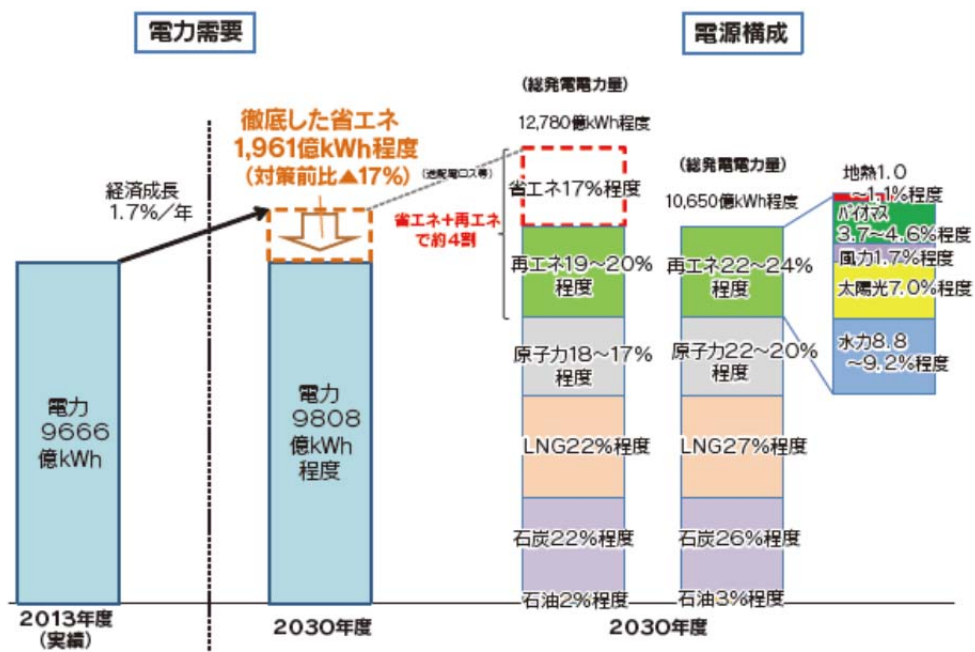 電力需要
電源構成
徹底した省エネ
1,961億kWh程度
(対策前比▲17%)
(送配電ロス等)
経済成長
1.7%/年
電力
9666
億kWh
電力
9808
億kWh
程度
2013年度
(実績)
2030年度
(総発電電力量)
12,780億kWh程度
省エネ+再エネ
で約4割
省エネ17%程度
再エネ19~20%
程度
原子力18~17%
程度
LNG22%程度
石炭22%程度
石油2%程度
(総発電電力量)
10,650億kWh程度
再エネ22~24%
程度
原子力22~20%
程度
LNG27%程度
石炭26%程度
石油3%程度
2030年度
地熱1.0
~1.1%程度
バイオマス
3.7~4.6%程度
風力1.7%程度
太陽光7.0%程度
水力8.8
~9.2%程度